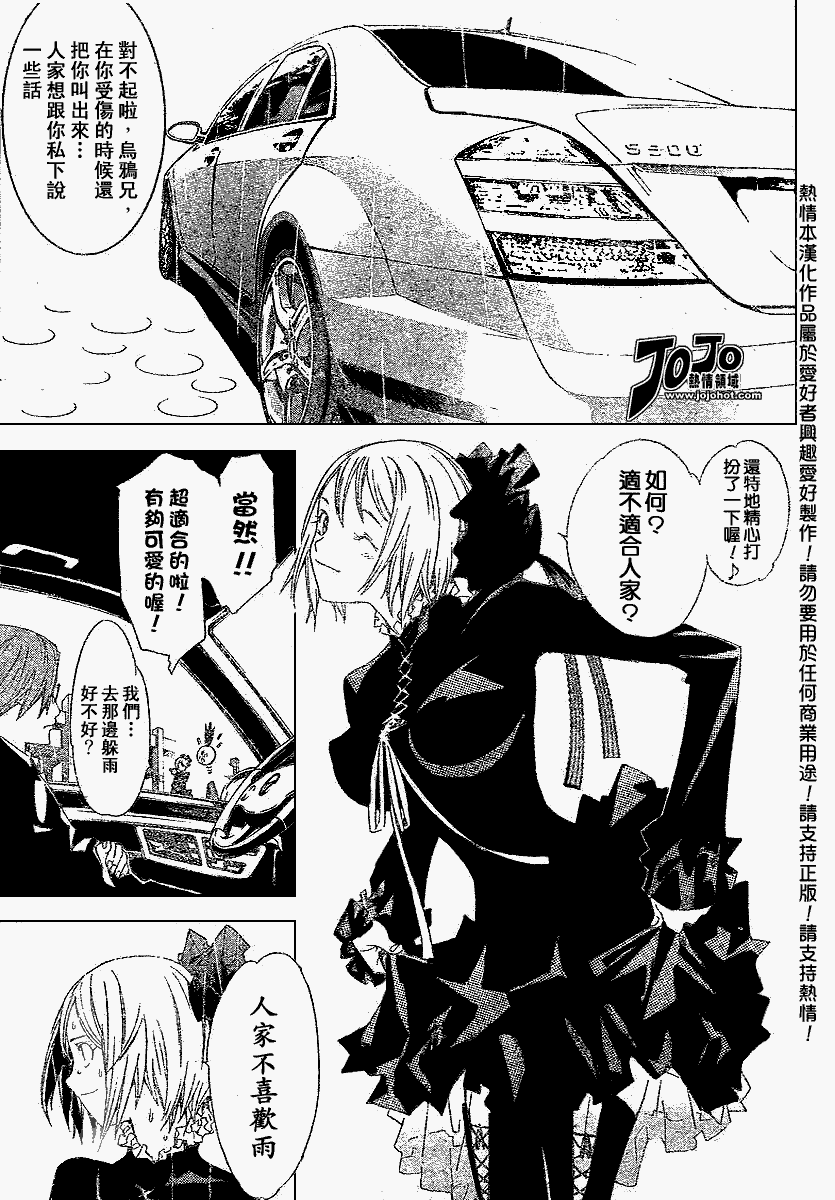 對不起啦，烏鴉兄，
在你受傷的時候還
把你叫出來…
人家想跟你私下說
一些話
S500
JOJO
熱情領域
www.jojohot.com
還特地精心打
扮了一下喔！♪
如何？
適不適合人家？
當然!!
超適合的啦！
有夠可愛的喔！
我們…
去那邊躲雨
好不好？
人家不喜歡雨
熱情本漢化作品屬於愛好者興趣愛好製作！請勿要用於任何商業用途！請支持正版！請支持熱情！